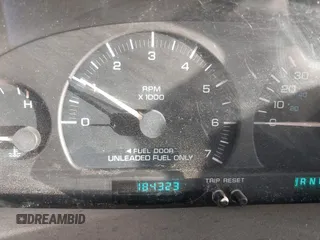 1 2 3 4 5 6 7 0
RPM
X 1000
H
30
20
◄ FUEL DOOR
UNLEADED FUEL ONLY
184323
TRIP RESET
DREAMBID